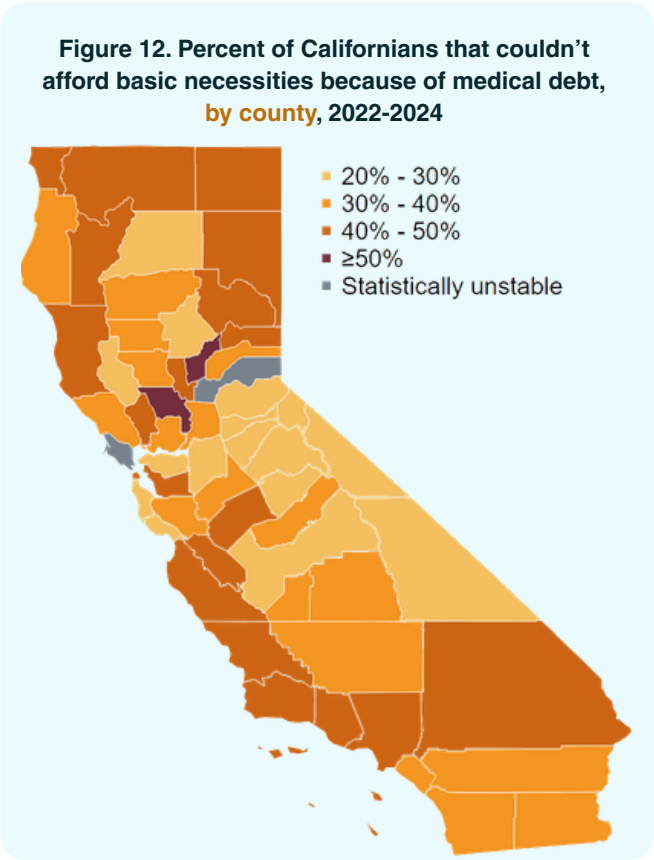 Figure 12. Percent of Californians that couldn’t
afford basic necessities because of medical debt,
by county, 2022-2024
20% - 30%
30% - 40%
40% - 50%
≥50%
Statistically unstable